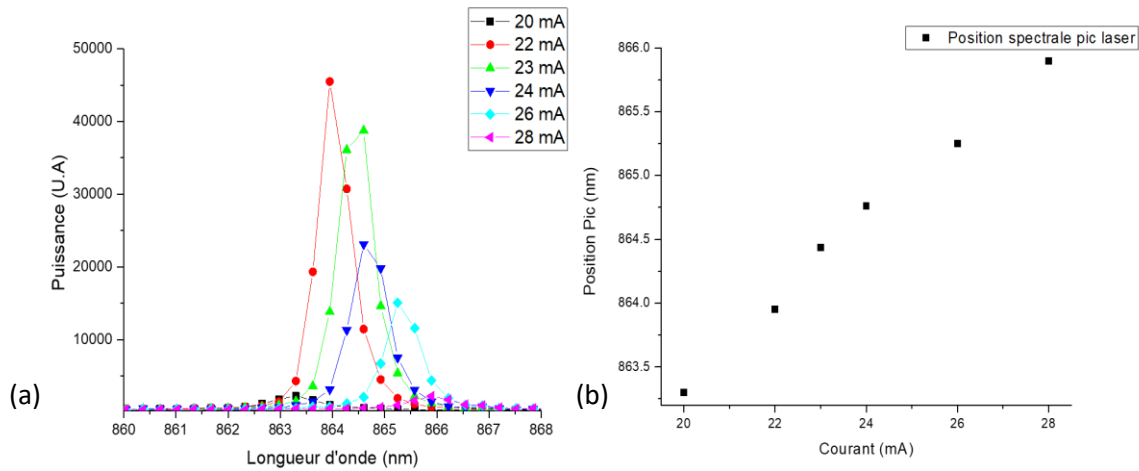 20 mA
22 mA
23 mA
24 mA
26 mA
28 mA
50000
40000
30000
20000
10000
Puissance (U.A)
860 861 862 863 864 865 866 867 868
Longueur d'onde (nm)
(a)
Position spectrale pic laser
866.0
865.5
865.0
864.5
864.0
863.5
Position Pic (nm)
20 22 24 26 28
Courant (mA)
(b)